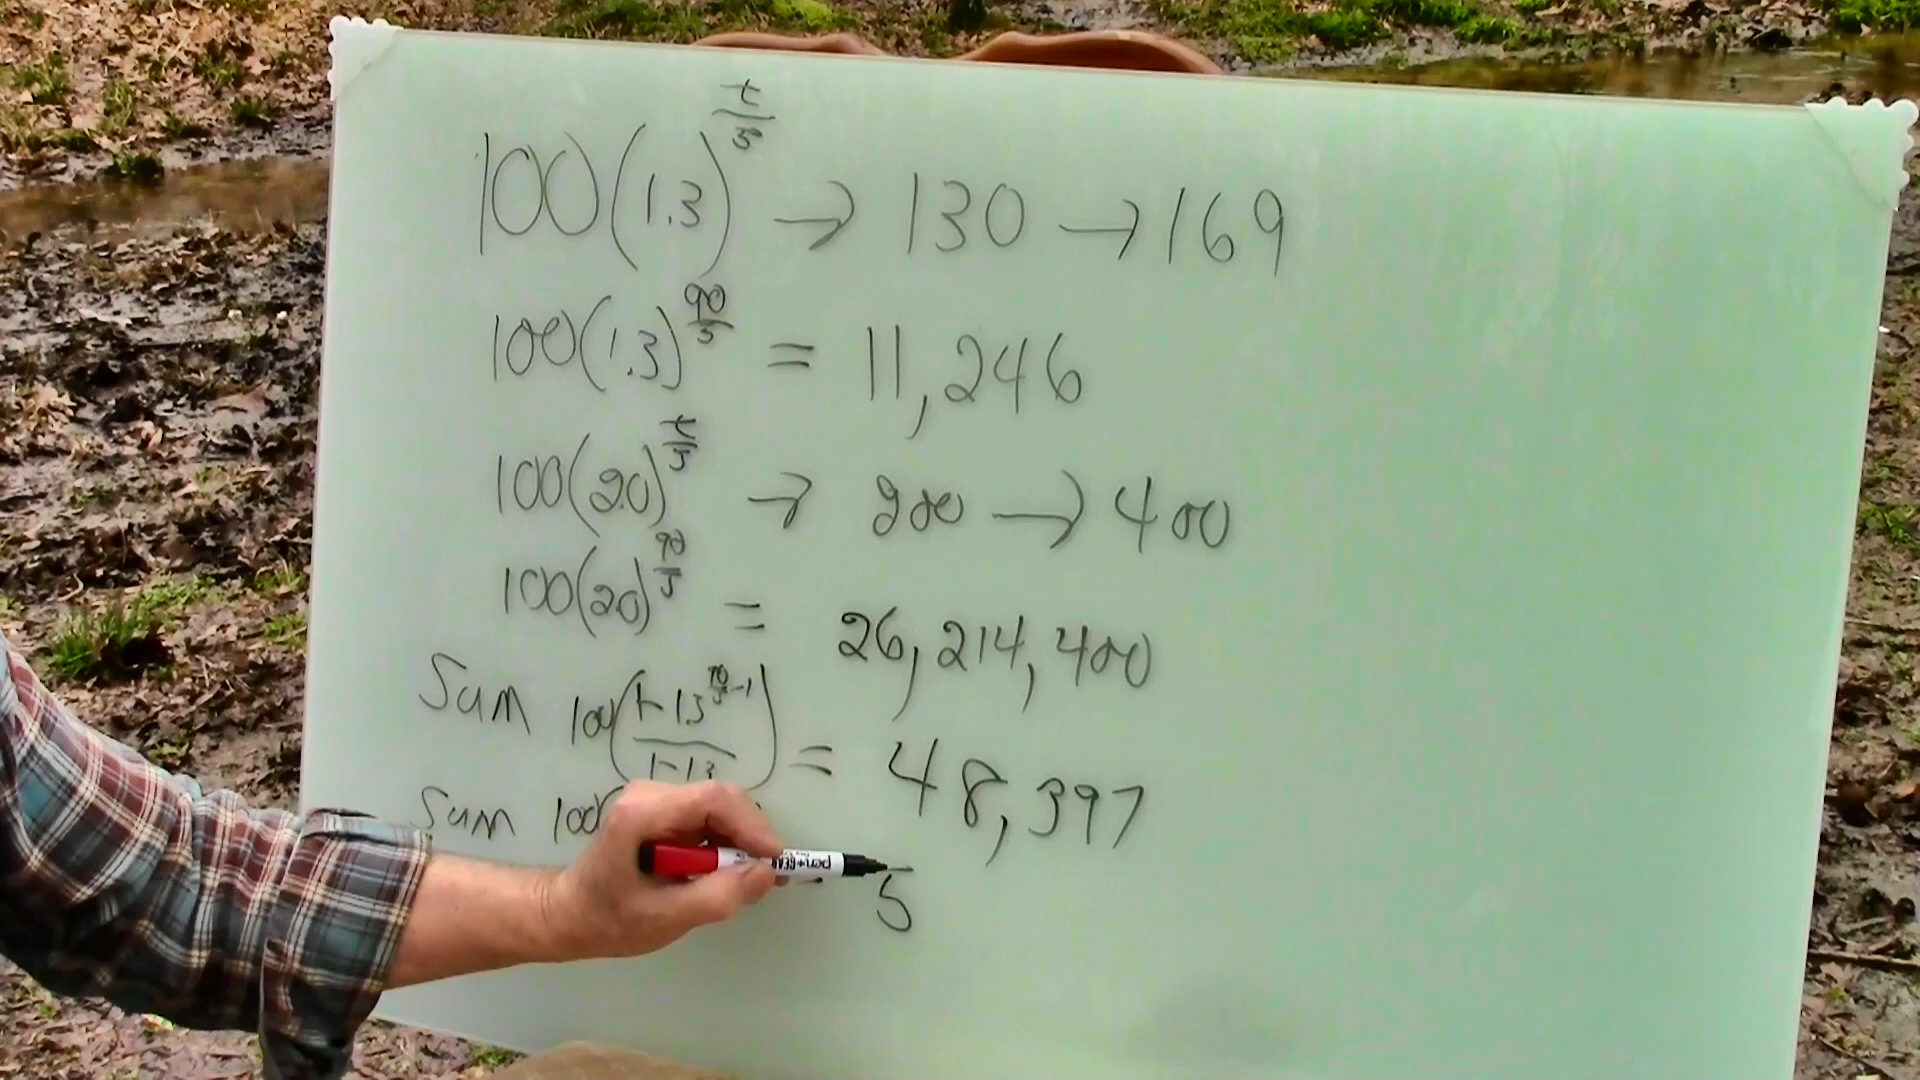 100(1.3)^(t/5) → 130 → 169
100(1.3)^(90/5) = 11,246
100(2.0)^(t/5) → 200 → 400
100(2.0)^(90/5) = 26,214,400
Sum 100((1-1.3^(90/5-1))/(1-1.3)) = 48,397
Sum 100(
5
pen+GEAR